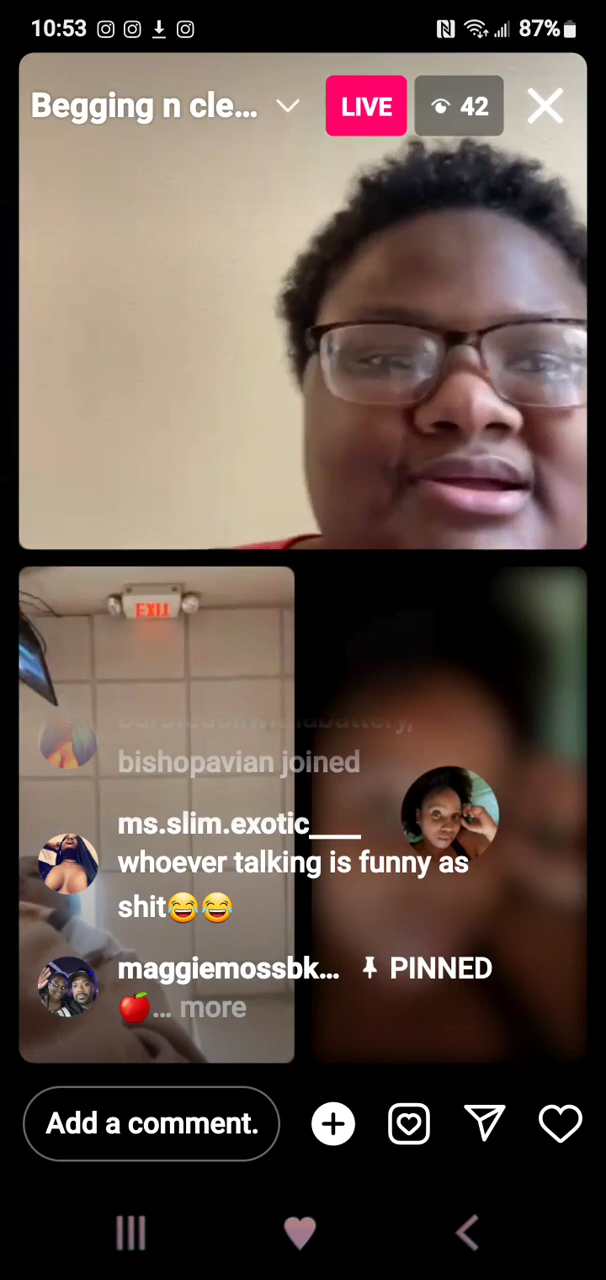 10:53
87%
Begging n cle...
LIVE
42
EXIT
bishopavian joined
ms.slim.exotic____
whoever talking is funny as
shit😂😂
maggiemossbk... PINNED
🍎... more
Add a comment.